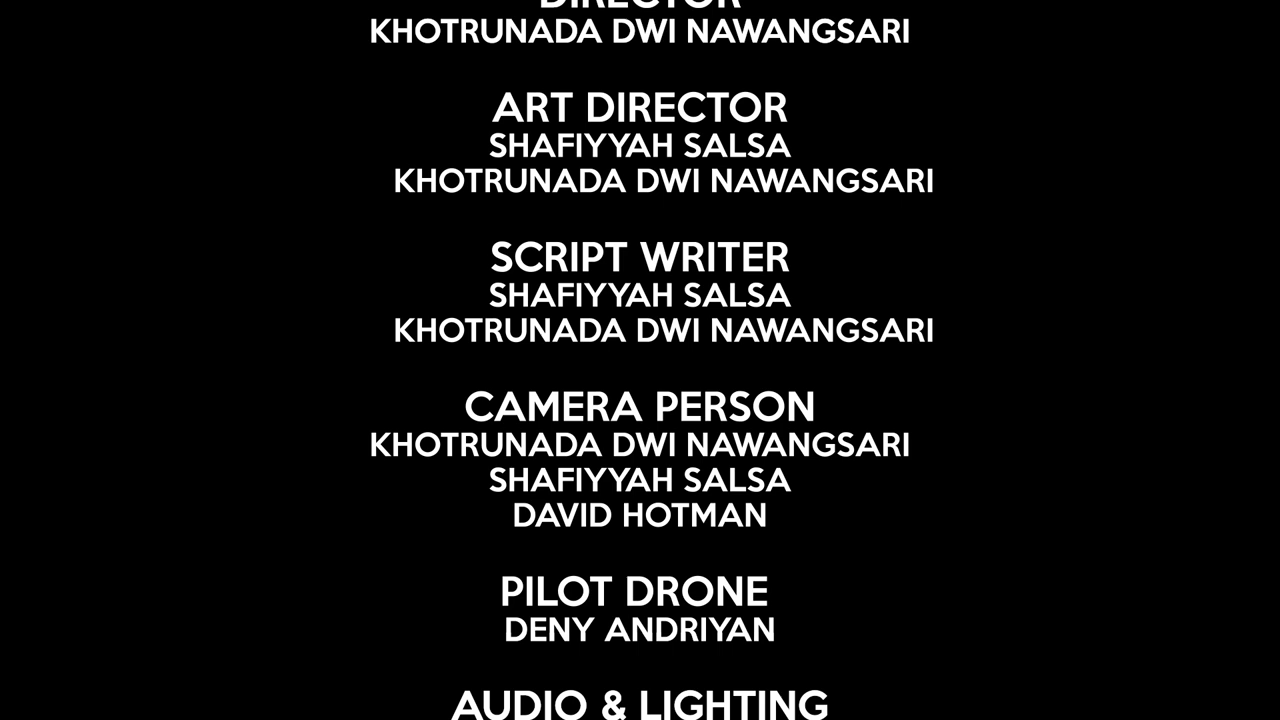 DIRECTOR
KHOTRUNADA DWI NAWANGSARI
ART DIRECTOR
SHAFIYYAH SALSA
KHOTRUNADA DWI NAWANGSARI
SCRIPT WRITER
SHAFIYYAH SALSA
KHOTRUNADA DWI NAWANGSARI
CAMERA PERSON
KHOTRUNADA DWI NAWANGSARI
SHAFIYYAH SALSA
DAVID HOTMAN
PILOT DRONE
DENY ANDRIYAN
AUDIO & LIGHTING